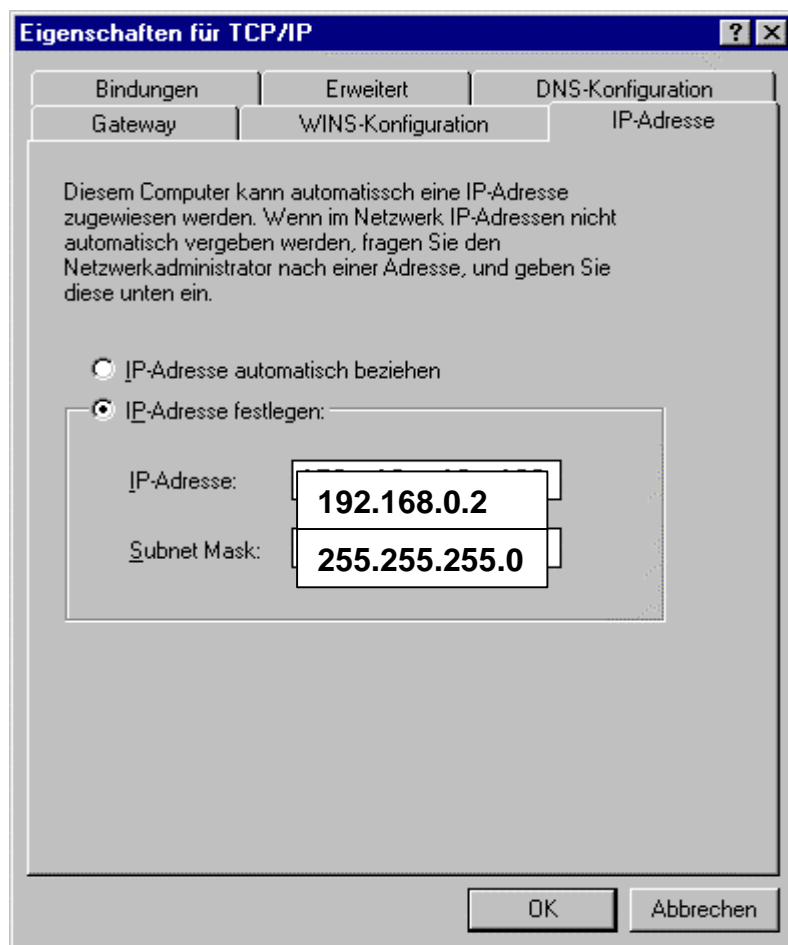 Eigenschaften für TCP/IP
Bindungen Erweitert DNS-Konfiguration
Gateway WINS-Konfiguration IP-Adresse
Diesem Computer kann automatissch eine IP-Adresse
zugewiesen werden. Wenn im Netzwerk IP-Adressen nicht
automatisch vergeben werden, fragen Sie den
Netzwerkadministrator nach einer Adresse, und geben Sie
diese unten ein.
IP-Adresse automatisch beziehen
IP-Adresse festlegen:
IP-Adresse: 192.168.0.2
Subnet Mask: 255.255.255.0
OK Abbrechen